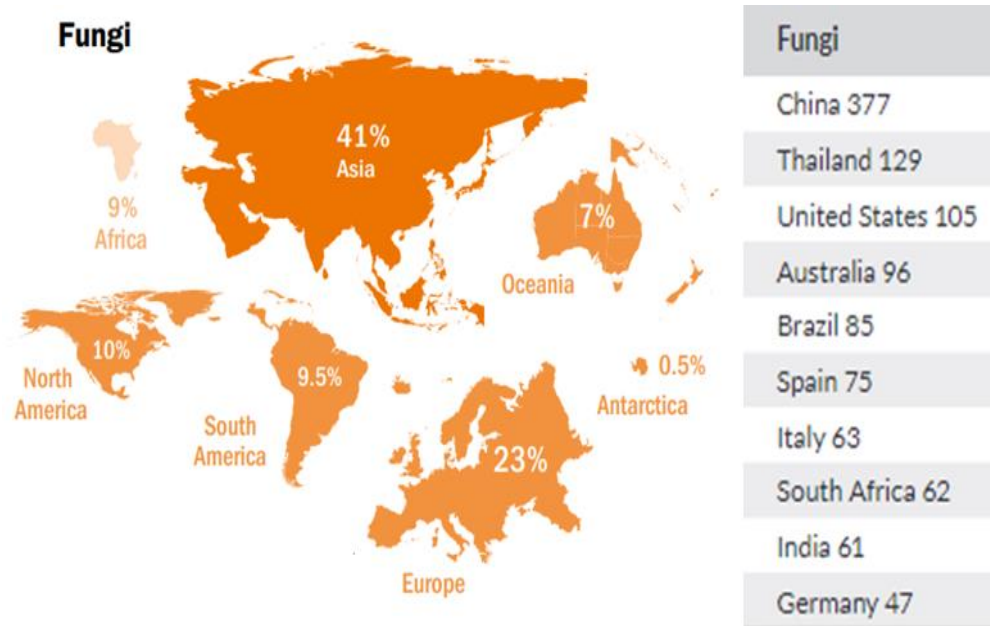 Fungi
41%
Asia
9%
Africa
7%
Oceania
10%
North
America
9.5%
South
America
0.5%
Antarctica
23%
Europe
Fungi
China 377
Thailand 129
United States 105
Australia 96
Brazil 85
Spain 75
Italy 63
South Africa 62
India 61
Germany 47